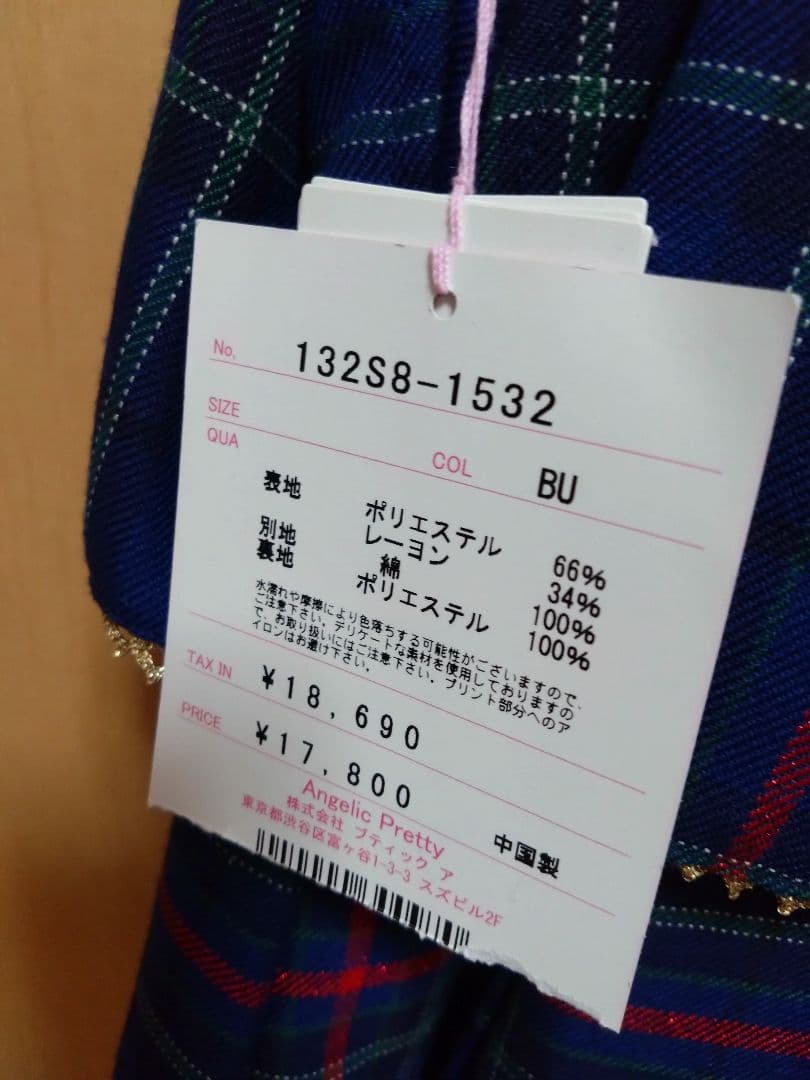 No, 132S8-1532
SIZE
QUA COL BU
表地 ポリエステル 66%
レーヨン 34%
別地 綿 100%
裏地 ポリエステル 100%
水濡れや摩擦により色落ちする可能性がございますので、
ご注意下さい。デリケートな素材を使用しておりますの
で、お取り扱いにはご注意下さい。プリント部分へのア
イロンはお避け下さい。
TAX IN ¥18,690
PRICE ¥17,800
Angelic Pretty
株式会社 ブティック ア 中国製
東京都渋谷区富ヶ谷1-3-3 スズビル2F